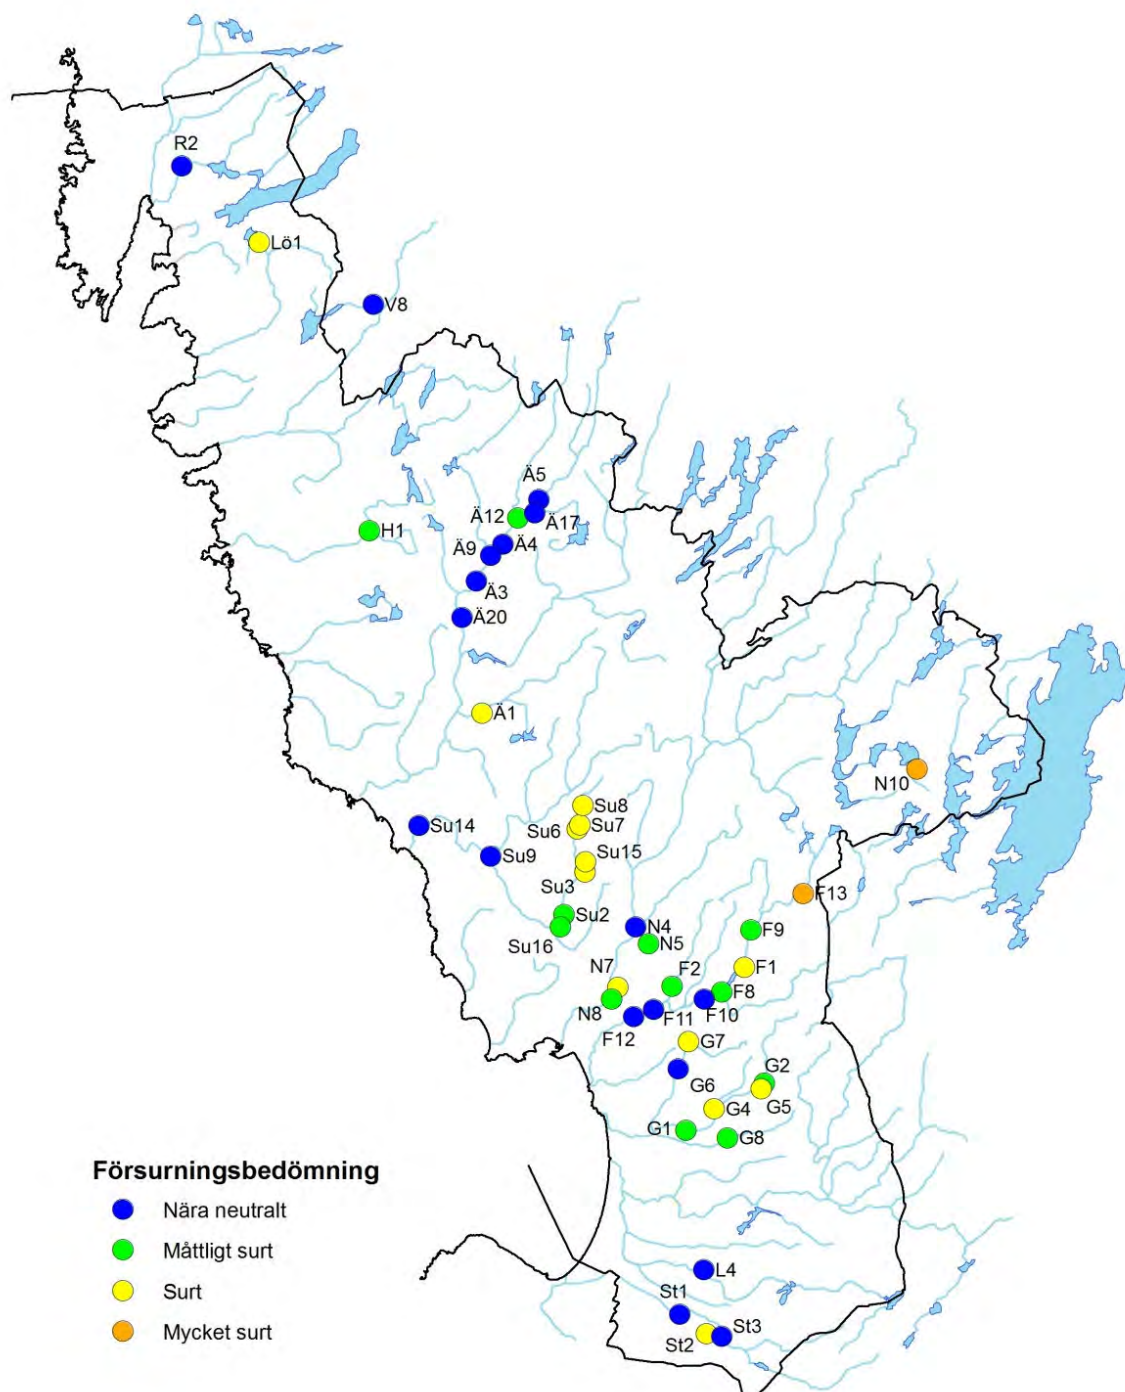 R2
Lö1
V8
Ä5
Ä12
Ä17
H1
Ä4
Ä9
Ä3
Ä20
Ä1
N10
Su8
Su14
Su7
Su6
Su9
Su15
Su3
F13
Su2
F9
Su16
N5
N4
N7
F2
F1
F8
N8
F10
F11
F12
G7
G2
G6
G5
G4
G1
G8
Försurningsbedömning
Nära neutralt
Måttligt surt
Surt
Mycket surt
L4
St1
St3
St2